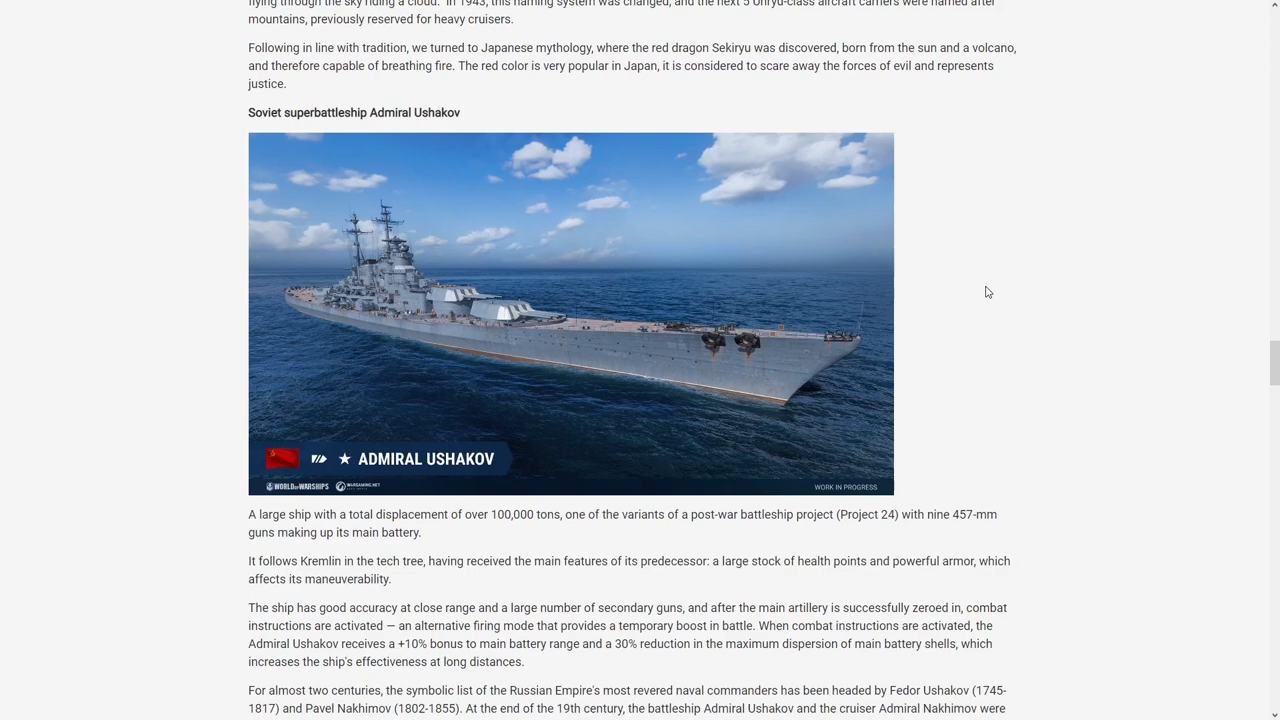 flying through the sky riding a cloud." In 1943, this naming system was changed, and the next 5 Unryu-class aircraft carriers were named after
mountains, previously reserved for heavy cruisers.
Following in line with tradition, we turned to Japanese mythology, where the red dragon Sekiryu was discovered, born from the sun and a volcano,
and therefore capable of breathing fire. The red color is very popular in Japan, it is considered to scare away the forces of evil and represents
justice.
Soviet superbattleship Admiral Ushakov
★ ADMIRAL USHAKOV
WORLD OF WARSHIPS WARGAMING.NET WORK IN PROGRESS
A large ship with a total displacement of over 100,000 tons, one of the variants of a post-war battleship project (Project 24) with nine 457-mm
guns making up its main battery.
It follows Kremlin in the tech tree, having received the main features of its predecessor: a large stock of health points and powerful armor, which
affects its maneuverability.
The ship has good accuracy at close range and a large number of secondary guns, and after the main artillery is successfully zeroed in, combat
instructions are activated — an alternative firing mode that provides a temporary boost in battle. When combat instructions are activated, the
Admiral Ushakov receives a +10% bonus to main battery range and a 30% reduction in the maximum dispersion of main battery shells, which
increases the ship's effectiveness at long distances.
For almost two centuries, the symbolic list of the Russian Empire's most revered naval commanders has been headed by Fedor Ushakov (1745-
1817) and Pavel Nakhimov (1802-1855). At the end of the 19th century, the battleship Admiral Ushakov and the cruiser Admiral Nakhimov were